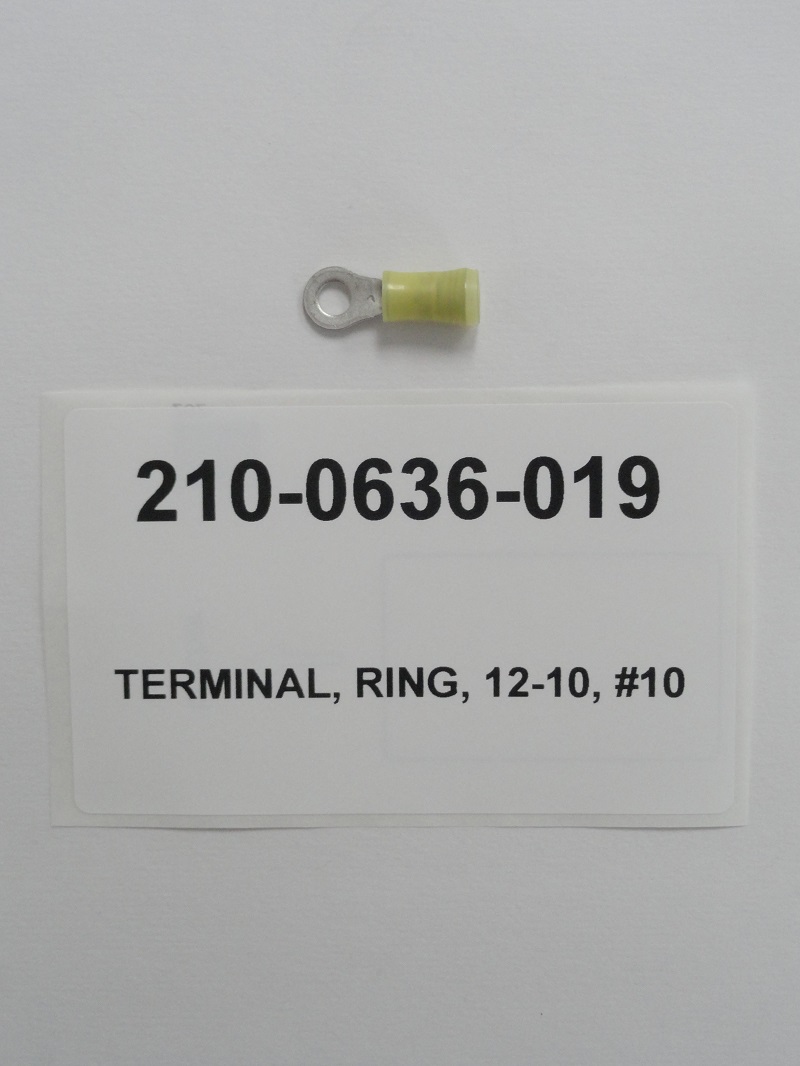 210-0636-019
TERMINAL, RING, 12-10, #10